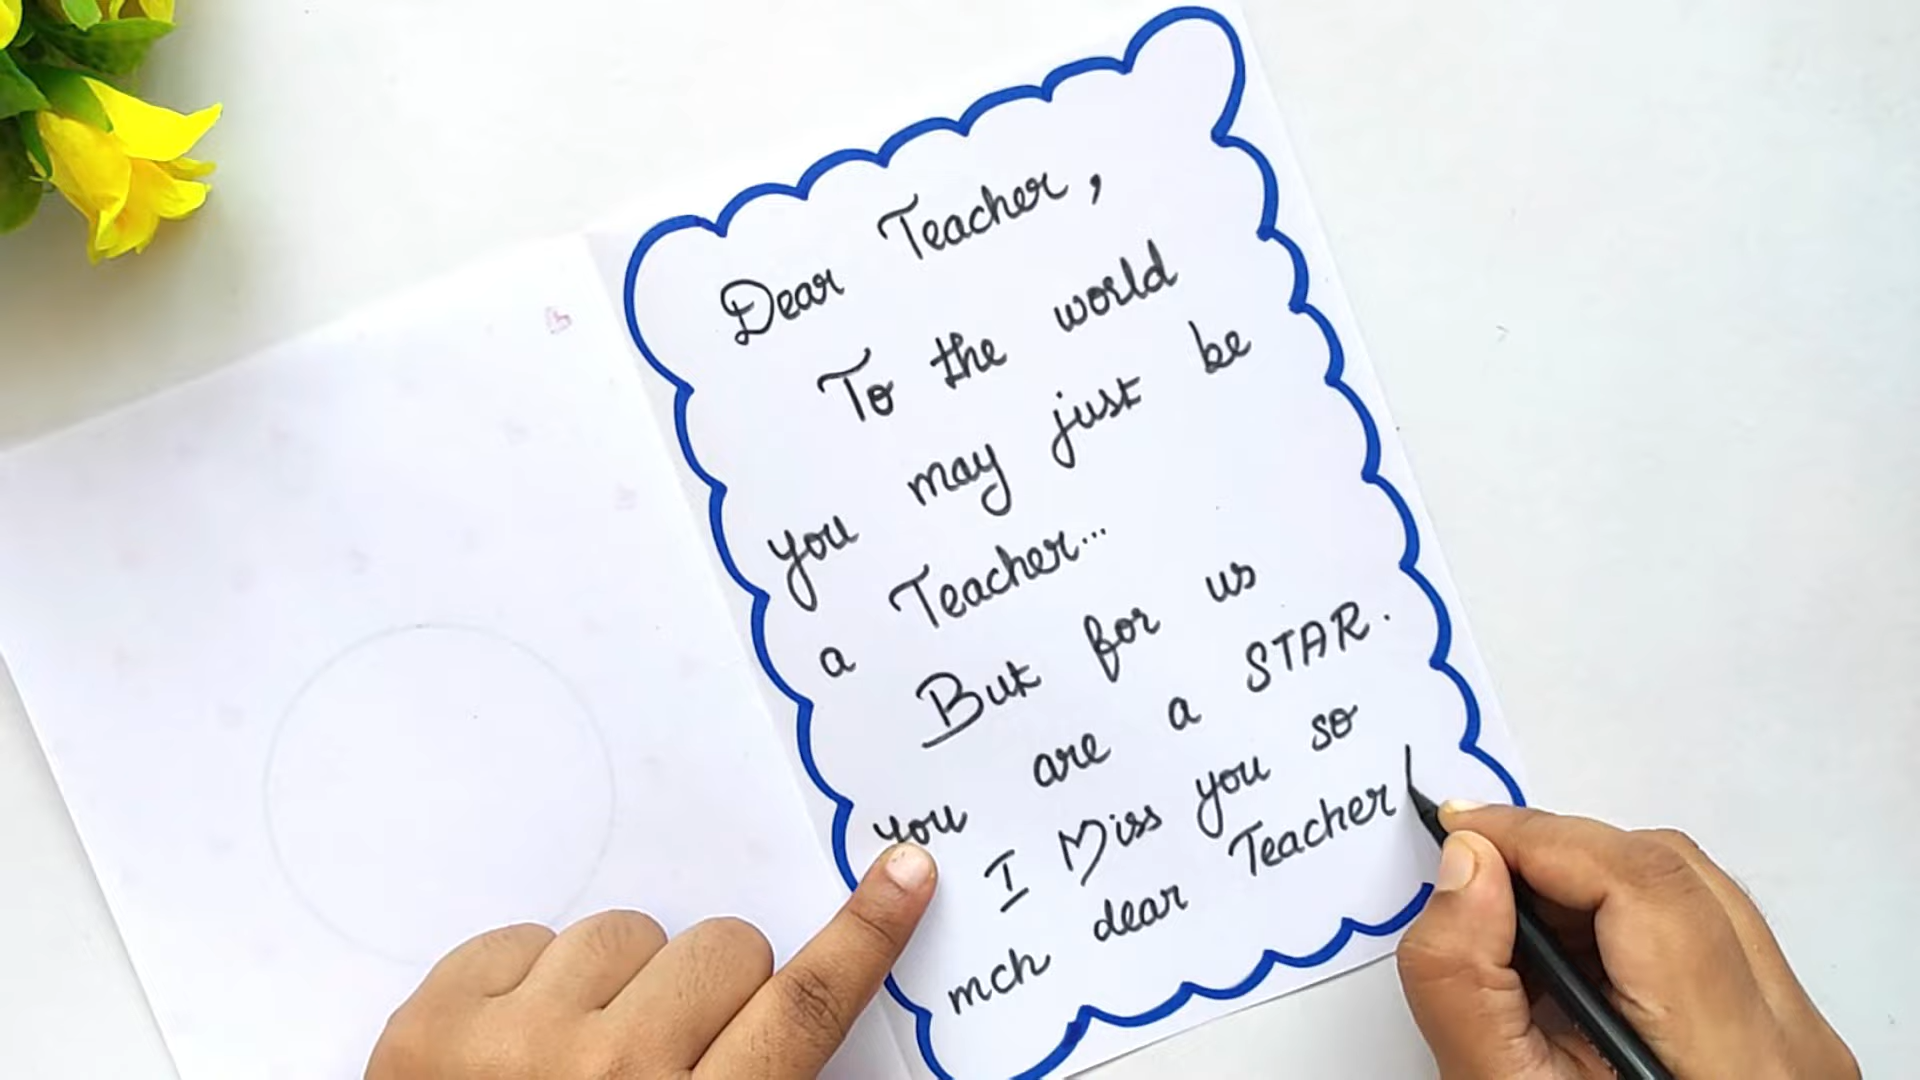 Dear Teacher,
To the world
you may just be
a Teacher...
But for us
you are a STAR.
I Miss you so
mch dear Teacher